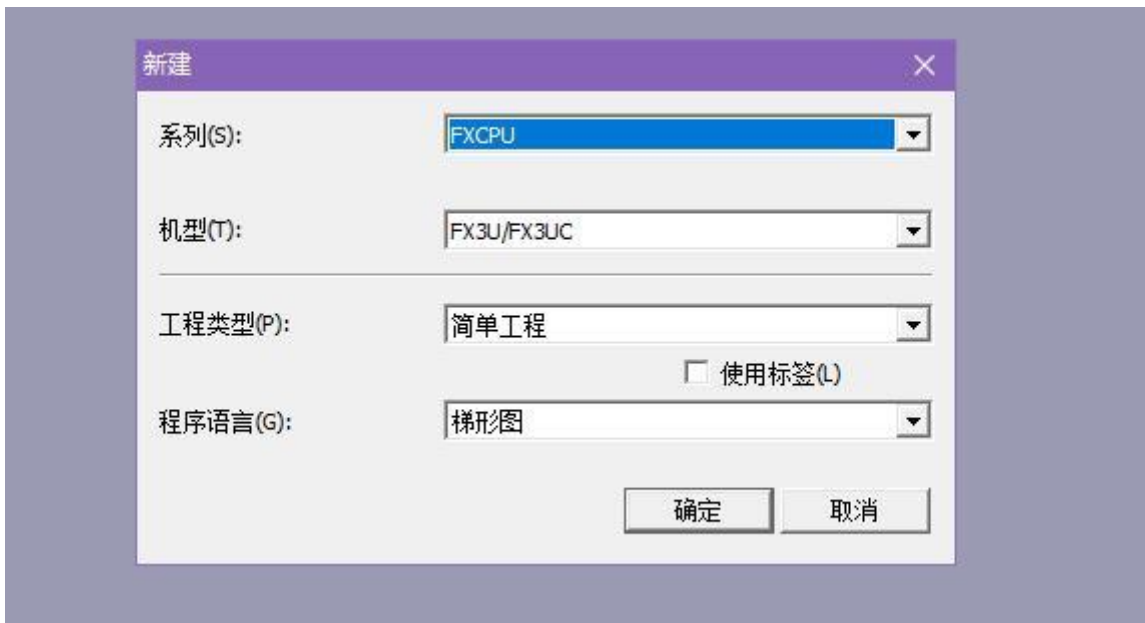 新建
系列(S): FXCPU
机型(T): FX3U/FX3UC
工程类型(P): 简单工程
使用标签(L)
程序语言(G): 梯形图
确定 取消